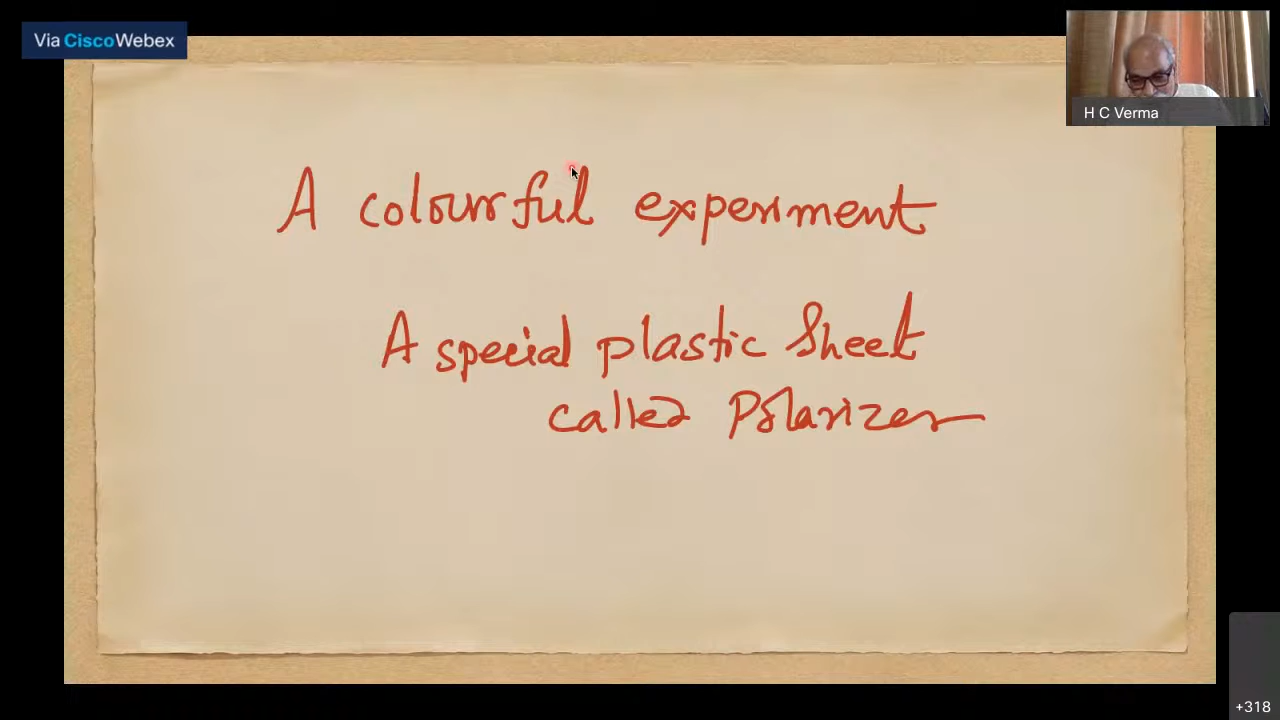 Via CiscoWebex
H C Verma
A colourful experiment
A special plastic Sheet
called Polarizer
+318